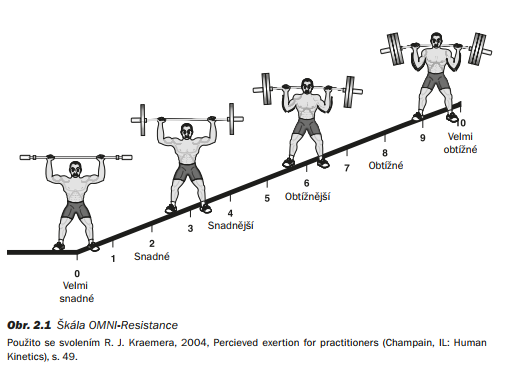 0
Velmi
snadné
1
2
Snadné
3
4
Snadnější
5
6
Obtížnější
7
8
Obtížné
9
10
Velmi
obtížné
Obr. 2.1 Škála OMNI-Resistance
Použito se svolením R. J. Kraemera, 2004, Percieved exertion for practitioners (Champain, IL: Human
Kinetics), s. 49.